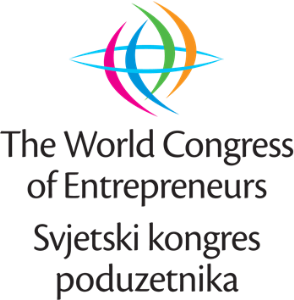 The World Congress
of Entrepreneurs
Svjetski kongres
poduzetnika